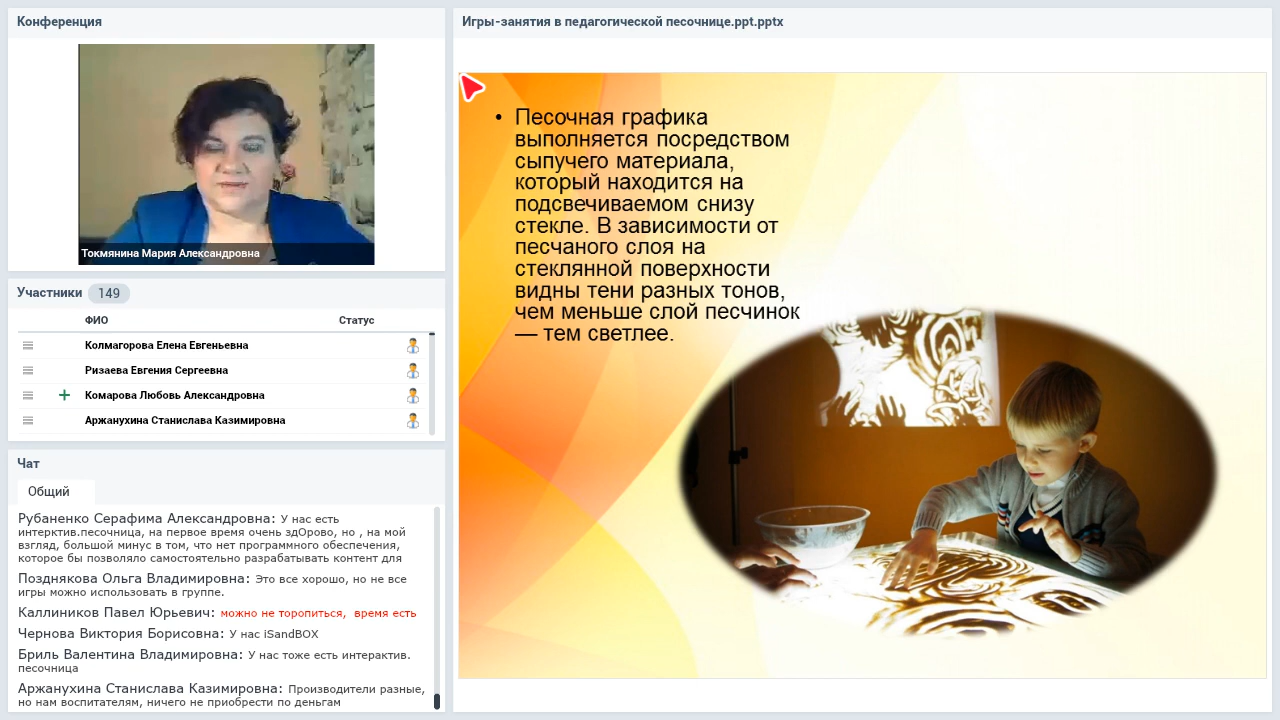 Конференция
Токмянина Мария Александровна
Участники 149
ФИО Статус
Колмагорова Елена Евгеньевна
Ризаева Евгения Сергеевна
Комарова Любовь Александровна
Аржанухина Станислава Казимировна
Чат
Общий
Рубаненко Серафима Александровна: У нас есть
интерктив.песочница, на первое время очень здОрово, но , на мой
взгляд, большой минус в том, что нет программного обеспечения,
которое бы позволяло самостоятельно разрабатывать контент для
Позднякова Ольга Владимировна: Это все хорошо, но не все
игры можно использовать в группе.
Каллиников Павел Юрьевич: можно не торопиться, время есть
Чернова Виктория Борисовна: У нас iSandBOX
Бриль Валентина Владимировна: У нас тоже есть интерактив.
песочница
Аржанухина Станислава Казимировна: Производители разные,
но нам воспитателям, ничего не приобрести по деньгам
Игры-занятия в педагогической песочнице.ppt.pptx
• Песочная графика
выполняется посредством
сыпучего материала,
который находится на
подсвечиваемом снизу
стекле. В зависимости от
песчаного слоя на
стеклянной поверхности
видны тени разных тонов,
чем меньше слой песчинок
— тем светлее.